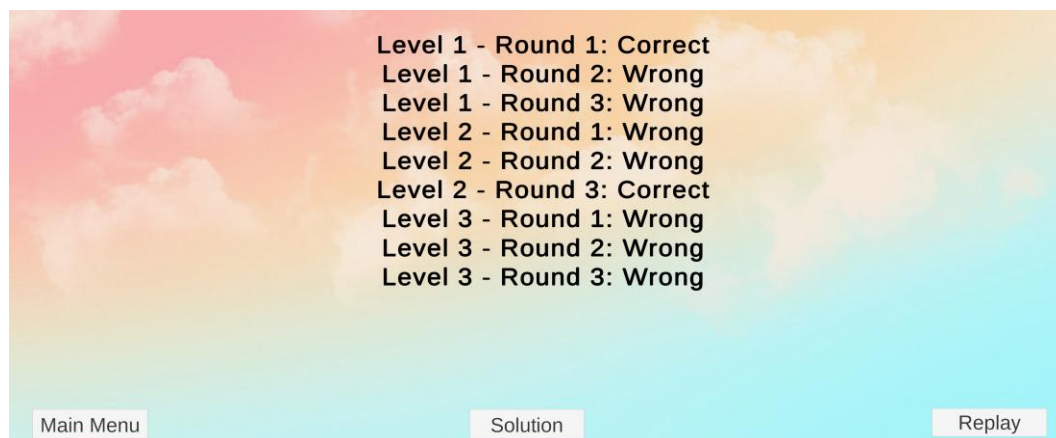 Level 1 - Round 1: Correct
Level 1 - Round 2: Wrong
Level 1 - Round 3: Wrong
Level 2 - Round 1: Wrong
Level 2 - Round 2: Wrong
Level 2 - Round 3: Correct
Level 3 - Round 1: Wrong
Level 3 - Round 2: Wrong
Level 3 - Round 3: Wrong
Main Menu
Solution
Replay